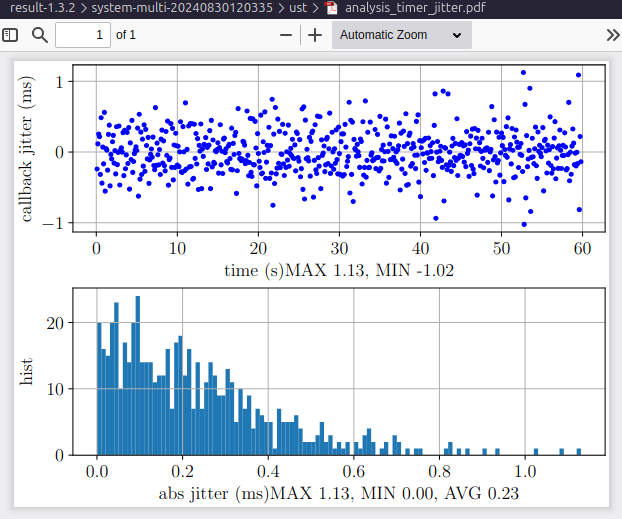 result-1.3.2 > system-multi-20240830120335 > ust > analysis_timer_jitter.pdf
1 of 1 Automatic Zoom
callback jitter (ms)
1
0
−1
0 10 20 30 40 50 60
time (s)MAX 1.13, MIN -1.02
hist
20
10
0
0.0 0.2 0.4 0.6 0.8 1.0
abs jitter (ms)MAX 1.13, MIN 0.00, AVG 0.23